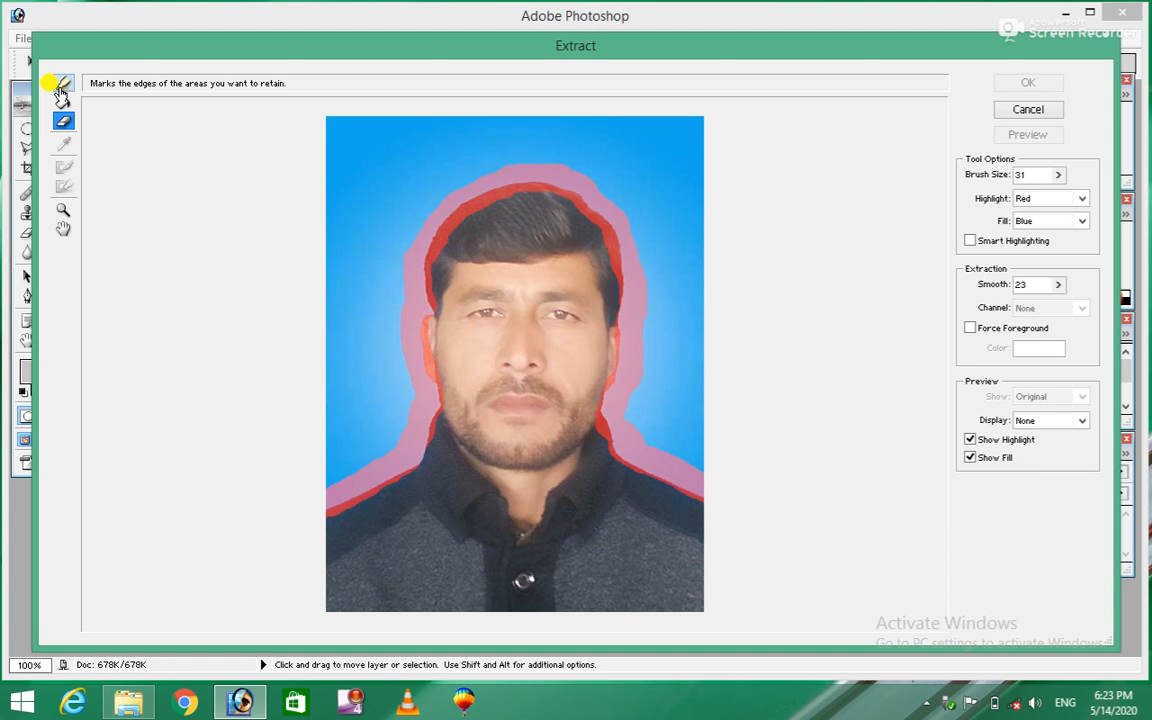 Adobe Photoshop
Apowersoft
Screen Recorder
File
Extract
Marks the edges of the areas you want to retain.
OK
Cancel
Preview
Tool Options
Brush Size: 31
Highlight: Red
Fill: Blue
Smart Highlighting
Extraction
Smooth: 23
Channel: None
Force Foreground
Color:
Preview
Show: Original
Display: None
Show Highlight
Show Fill
Activate Windows
Go to PC settings to activate Windows.
100%
Doc: 678K/678K
Click and drag to move layer or selection. Use Shift and Alt for additional options.
4
ENG
6:23 PM
5/14/2020